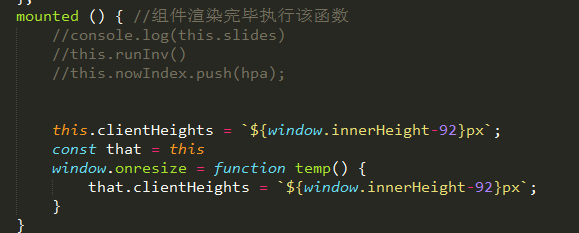 },
mounted () { //组件渲染完毕执行该函数
//console.log(this.slides)
//this.runInv()
//this.nowIndex.push(hpa);
this.clientHeights = `${window.innerHeight-92}px`;
const that = this
window.onresize = function temp() {
that.clientHeights = `${window.innerHeight-92}px`;
}
}